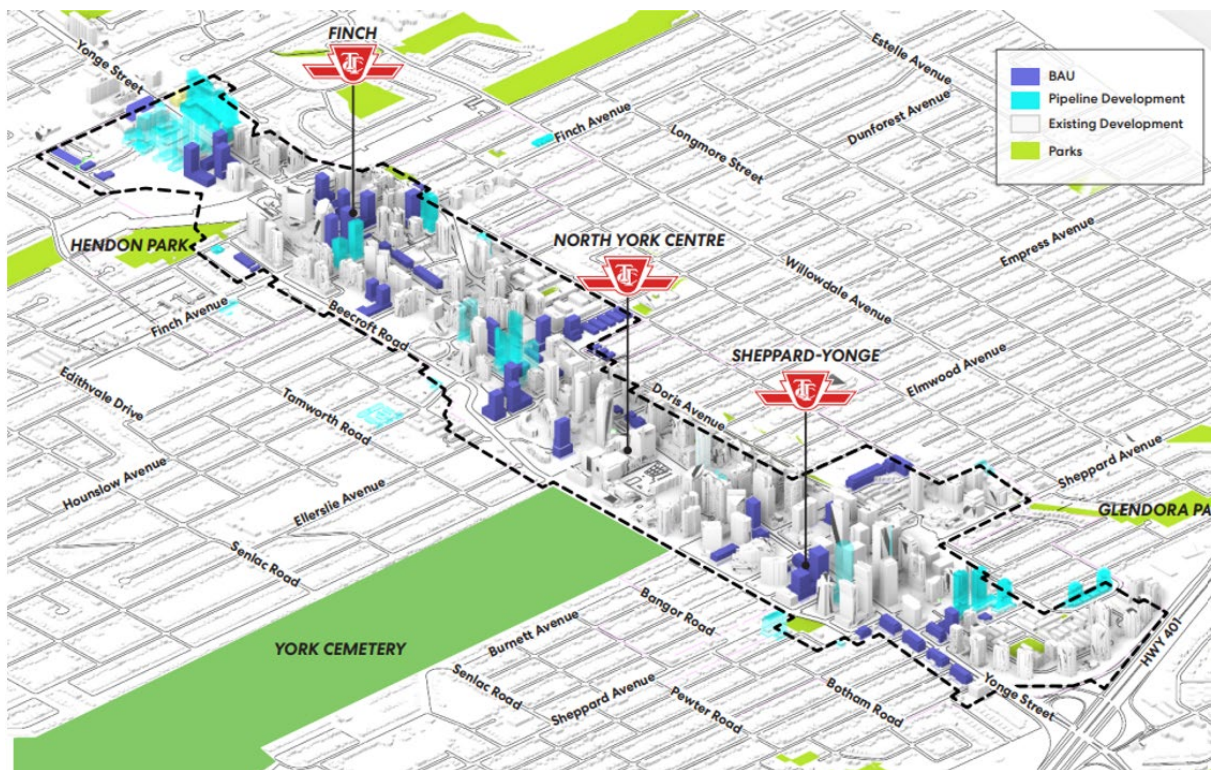 FINCH
Yonge Street
Estelle Avenue
BAU
Pipeline Development
Existing Development
Parks
Finch Avenue
Longmore Street
Dunforest Avenue
HENDON PARK
NORTH YORK CENTRE
Empress Avenue
Willowdale Avenue
Finch Avenue
Beecroft Road
SHEPPARD-YONGE
Elmwood Avenue
Edithvale Drive
Tamworth Road
Doris Avenue
Sheppard Avenue
Hounslow Avenue
Ellerslie Avenue
GLENDORA PA
Senlac Road
Bangor Road
YORK CEMETERY
Burnett Avenue
HWY 401
Senlac Road
Sheppard Avenue
Pewter Road
Botham Road
Yonge Street